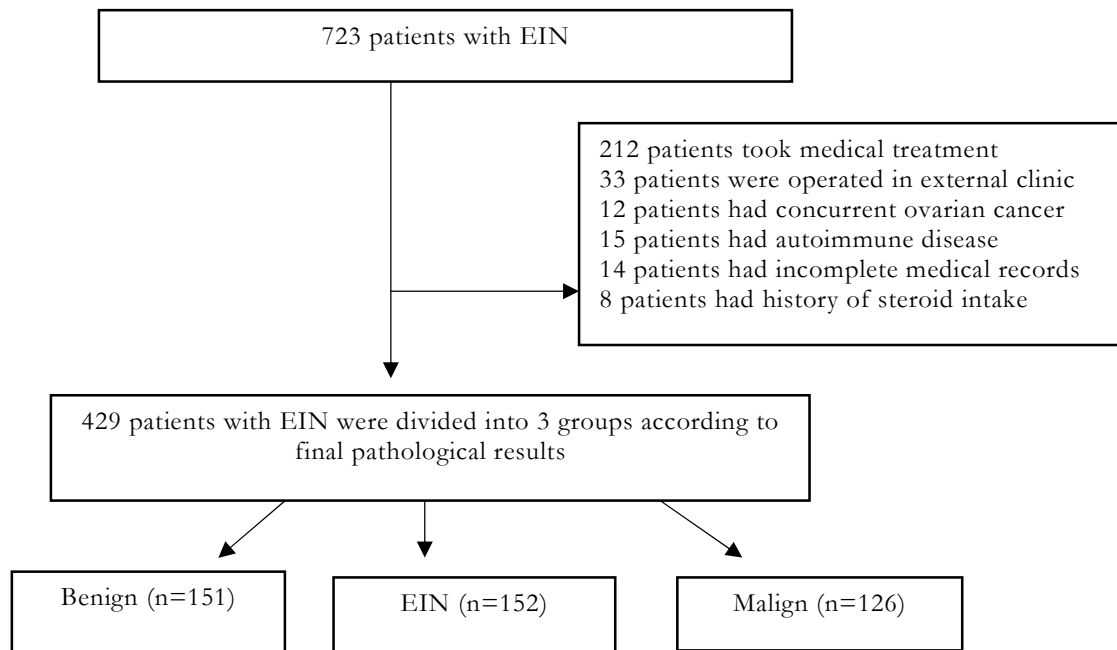 723 patients with EIN
212 patients took medical treatment
33 patients were operated in external clinic
12 patients had concurrent ovarian cancer
15 patients had autoimmune disease
14 patients had incomplete medical records
8 patients had history of steroid intake
429 patients with EIN were divided into 3 groups according to
final pathological results
Benign (n=151)
EIN (n=152)
Malign (n=126)